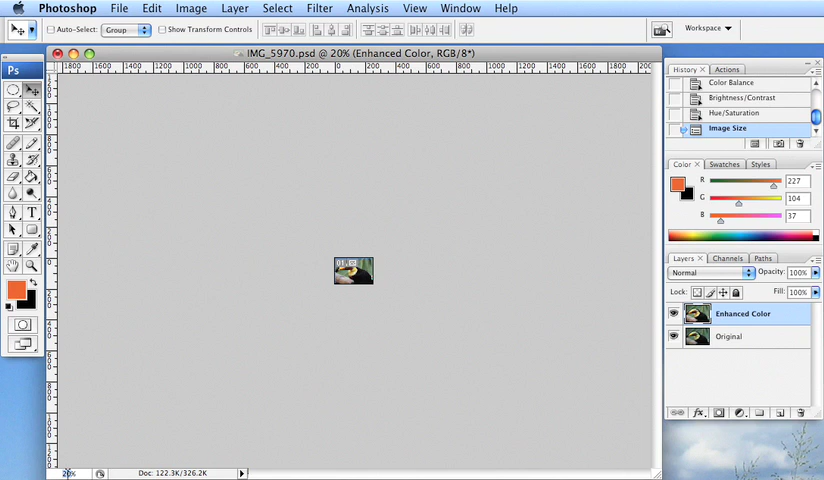 Photoshop File Edit Image Layer Select Filter Analysis View Window Help
Auto-Select: Group Show Transform Controls Workspace
IMG_5970.psd @ 20% (Enhanced Color, RGB/8*)
1800 1600 1400 1200 1000 800 600 400 200 0 200 400 600 800 1000 1200 1400 1600 1800 2000
Ps
History Actions
Color Balance
Brightness/Contrast
Hue/Saturation
Image Size
Color Swatches Styles
R 227
G 104
B 37
Layers Channels Paths
Normal Opacity: 100%
Lock: Fill: 100%
Enhanced Color
Original
20% Doc: 122.3K/326.2K